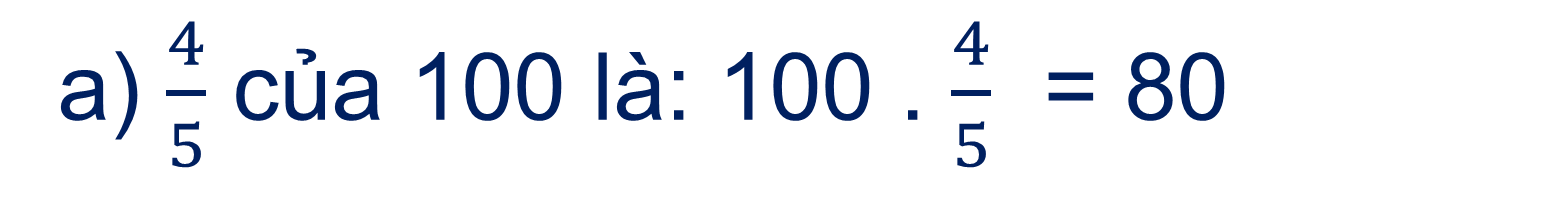 a) 4/5 của 100 là: 100 . 4/5 = 80